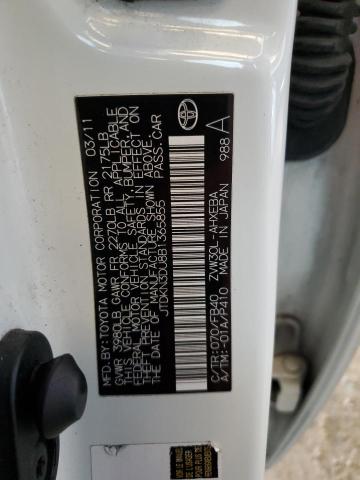 MFD.BY:TOYOTA MOTOR CORPORATION 03/11
GVWR 3980LB GAWR FR 2270LB RR 2175LB
THIS VEHICLE CONFORMS TO ALL APPLICABLE
FEDERAL MOTOR VEHICLE SAFETY, BUMPER, AND
THEFT PREVENTION STANDARDS IN EFFECT ON
THE DATE OF MANUFACTURE SHOWN ABOVE.
JTDKN3DU8B1365855 PASS.CAR
C/TR:070/FB40 ZVW30L-AHXEBA
A/TM:-01A/P410 MADE IN JAPAN
988 A